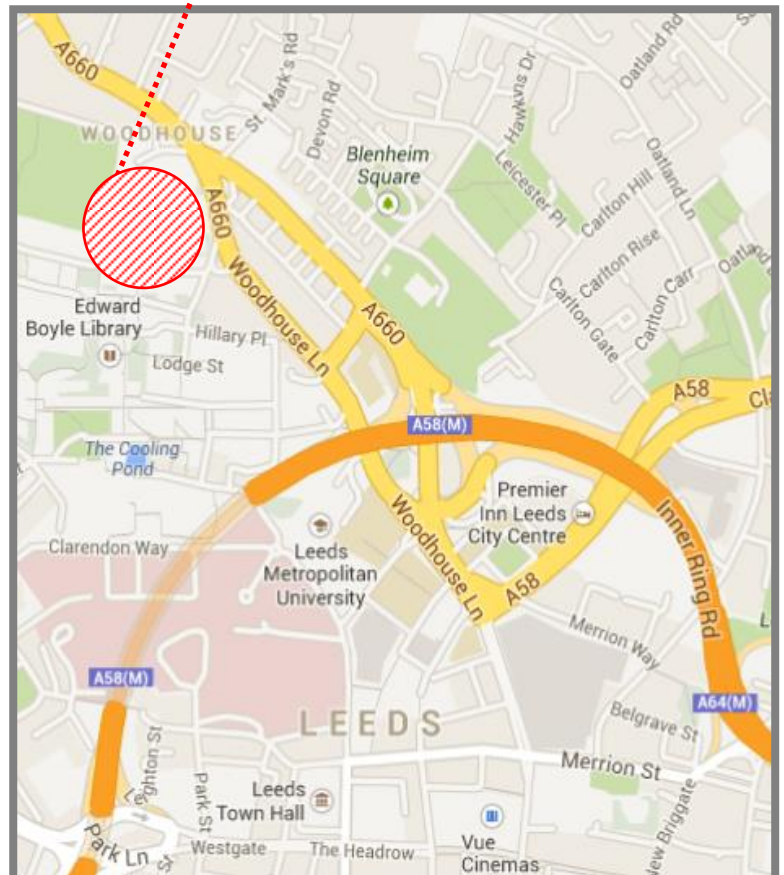 A660
Oatland Rd
St. Mark's Rd
Hawkins Dr
WOODHOUSE
Devon Rd
Blenheim
Square
Leicester Pl
Oatland Ln
Carlton Hill
A660
Carlton Rise
Woodhouse Ln
Carlton Gate
Carlton Carr
Edward
Boyle Library
A660
Hillary Pl
Lodge St
A58
A58(M)
The Cooling
Pond
Premier
Inn Leeds
City Centre
Woodhouse Ln
Inner Ring Rd
Clarendon Way
Leeds
Metropolitan
University
A58
Merrion Way
A58(M)
A64(M)
Belgrave St
LEEDS
Merrion St
Leeds
Town Hall
Park St
Park Ln
Westgate
The Headrow
Vue
Cinemas
New Briggate